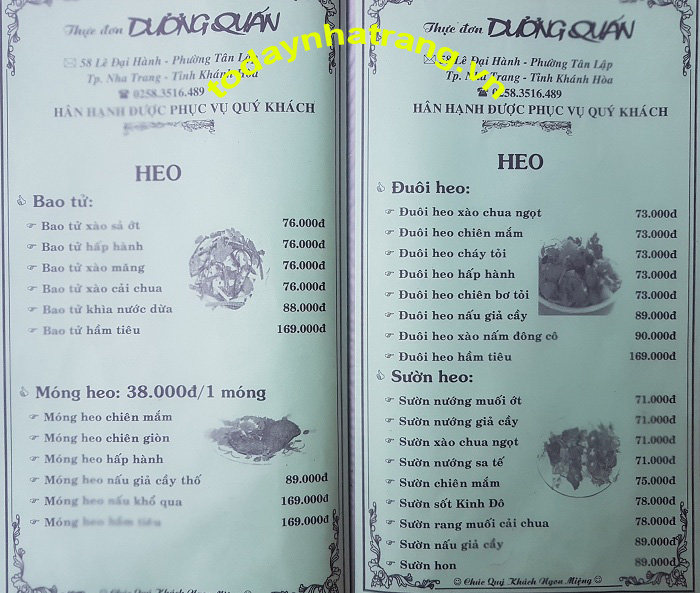 Thực đơn DƯỠNG QUÁN
58 Lê Đại Hành - Phường Tân Lập
Tp. Nha Trang - Tỉnh Khánh Hòa
0258.3516.489
HÂN HẠNH ĐƯỢC PHỤC VỤ QUÝ KHÁCH
HEO
Bao tử:
Bao tử xào sả ớt 76.000đ
Bao tử hấp hành 76.000đ
Bao tử xào măng 76.000đ
Bao tử xào cải chua 76.000đ
Bao tử khìa nước dừa 88.000đ
Bao tử hầm tiêu 169.000đ
Móng heo: 38.000đ/1 móng
Móng heo chiên mắm
Móng heo chiên giòn
Móng heo hấp hành
Móng heo nấu giả cầy thố 89.000đ
Móng heo nấu khổ qua 169.000đ
Móng heo hầm tiêu 169.000đ
Thực đơn DƯỠNG QUÁN
58 Lê Đại Hành - Phường Tân Lập
Tp. Nha Trang - Tỉnh Khánh Hòa
0258.3516.489
HÂN HẠNH ĐƯỢC PHỤC VỤ QUÝ KHÁCH
HEO
Đuôi heo:
Đuôi heo xào chua ngọt 73.000đ
Đuôi heo chiên mắm 73.000đ
Đuôi heo cháy tỏi 73.000đ
Đuôi heo hấp hành 73.000đ
Đuôi heo chiên bơ tỏi 73.000đ
Đuôi heo nấu giả cầy 89.000đ
Đuôi heo xào nấm đông cô 90.000đ
Đuôi heo hầm tiêu 169.000đ
Sườn heo:
Sườn nướng muối ớt 71.000đ
Sườn nướng giả cầy 71.000đ
Sườn xào chua ngọt 71.000đ
Sườn nướng sa tế 71.000đ
Sườn chiên mắm 75.000đ
Sườn sốt Kinh Đô 78.000đ
Sườn rang muối cải chua 78.000đ
Sườn nấu giả cầy 89.000đ
Sườn hon 89.000đ
Chúc Quý Khách Ngon Miệng
todaynhatrang.vn